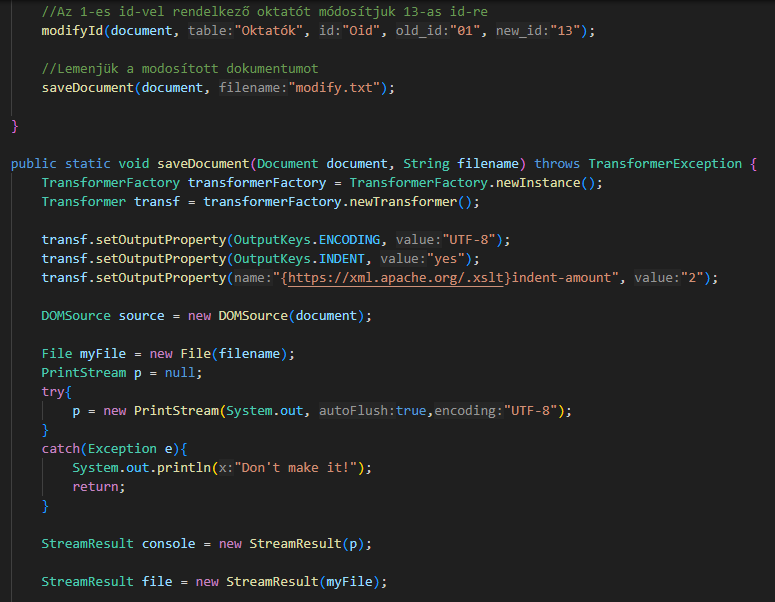 //Az 1-es id-vel rendelkező oktatót módosítjuk 13-as id-re
modifyId(document, table:"Oktatók", id:"Oid", old_id:"01", new_id:"13");
//Lemenjük a modosított dokumentumot
saveDocument(document, filename:"modify.txt");
}
public static void saveDocument(Document document, String filename) throws TransformerException {
TransformerFactory transformerFactory = TransformerFactory.newInstance();
Transformer transf = transformerFactory.newTransformer();
transf.setOutputProperty(OutputKeys.ENCODING, value:"UTF-8");
transf.setOutputProperty(OutputKeys.INDENT, value:"yes");
transf.setOutputProperty(name:"{https://xml.apache.org/.xslt}indent-amount", value:"2");
DOMSource source = new DOMSource(document);
File myFile = new File(filename);
PrintStream p = null;
try{
p = new PrintStream(System.out, autoFlush:true,encoding:"UTF-8");
}
catch(Exception e){
System.out.println(x:"Don't make it!");
return;
}
StreamResult console = new StreamResult(p);
StreamResult file = new StreamResult(myFile);